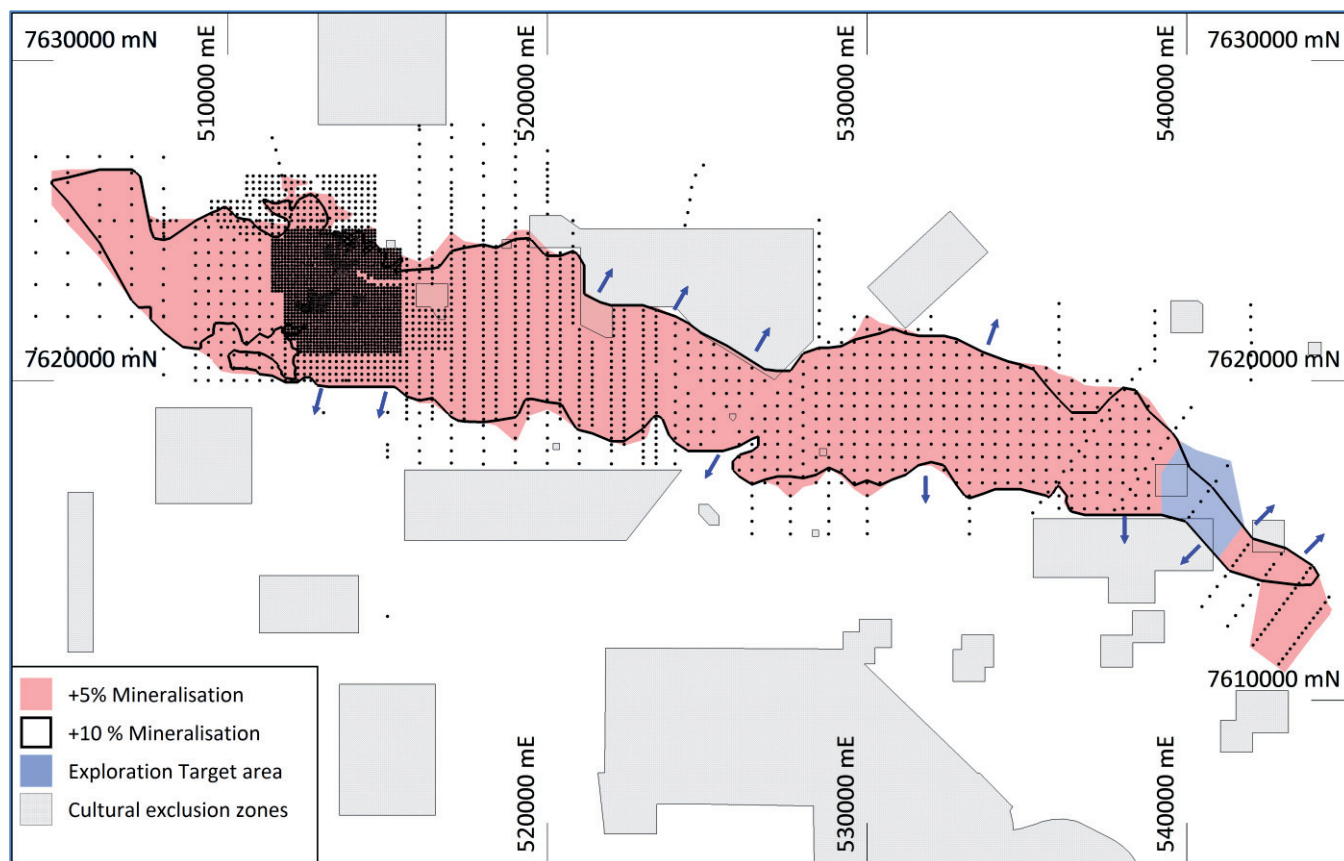 7630000 mN
510000 mE
520000 mE
530000 mE
540000 mE
7630000 mN
7620000 mN
7620000 mN
7610000 mN
+5% Mineralisation
+10 % Mineralisation
Exploration Target area
Cultural exclusion zones
520000 mE
530000 mE
540000 mE